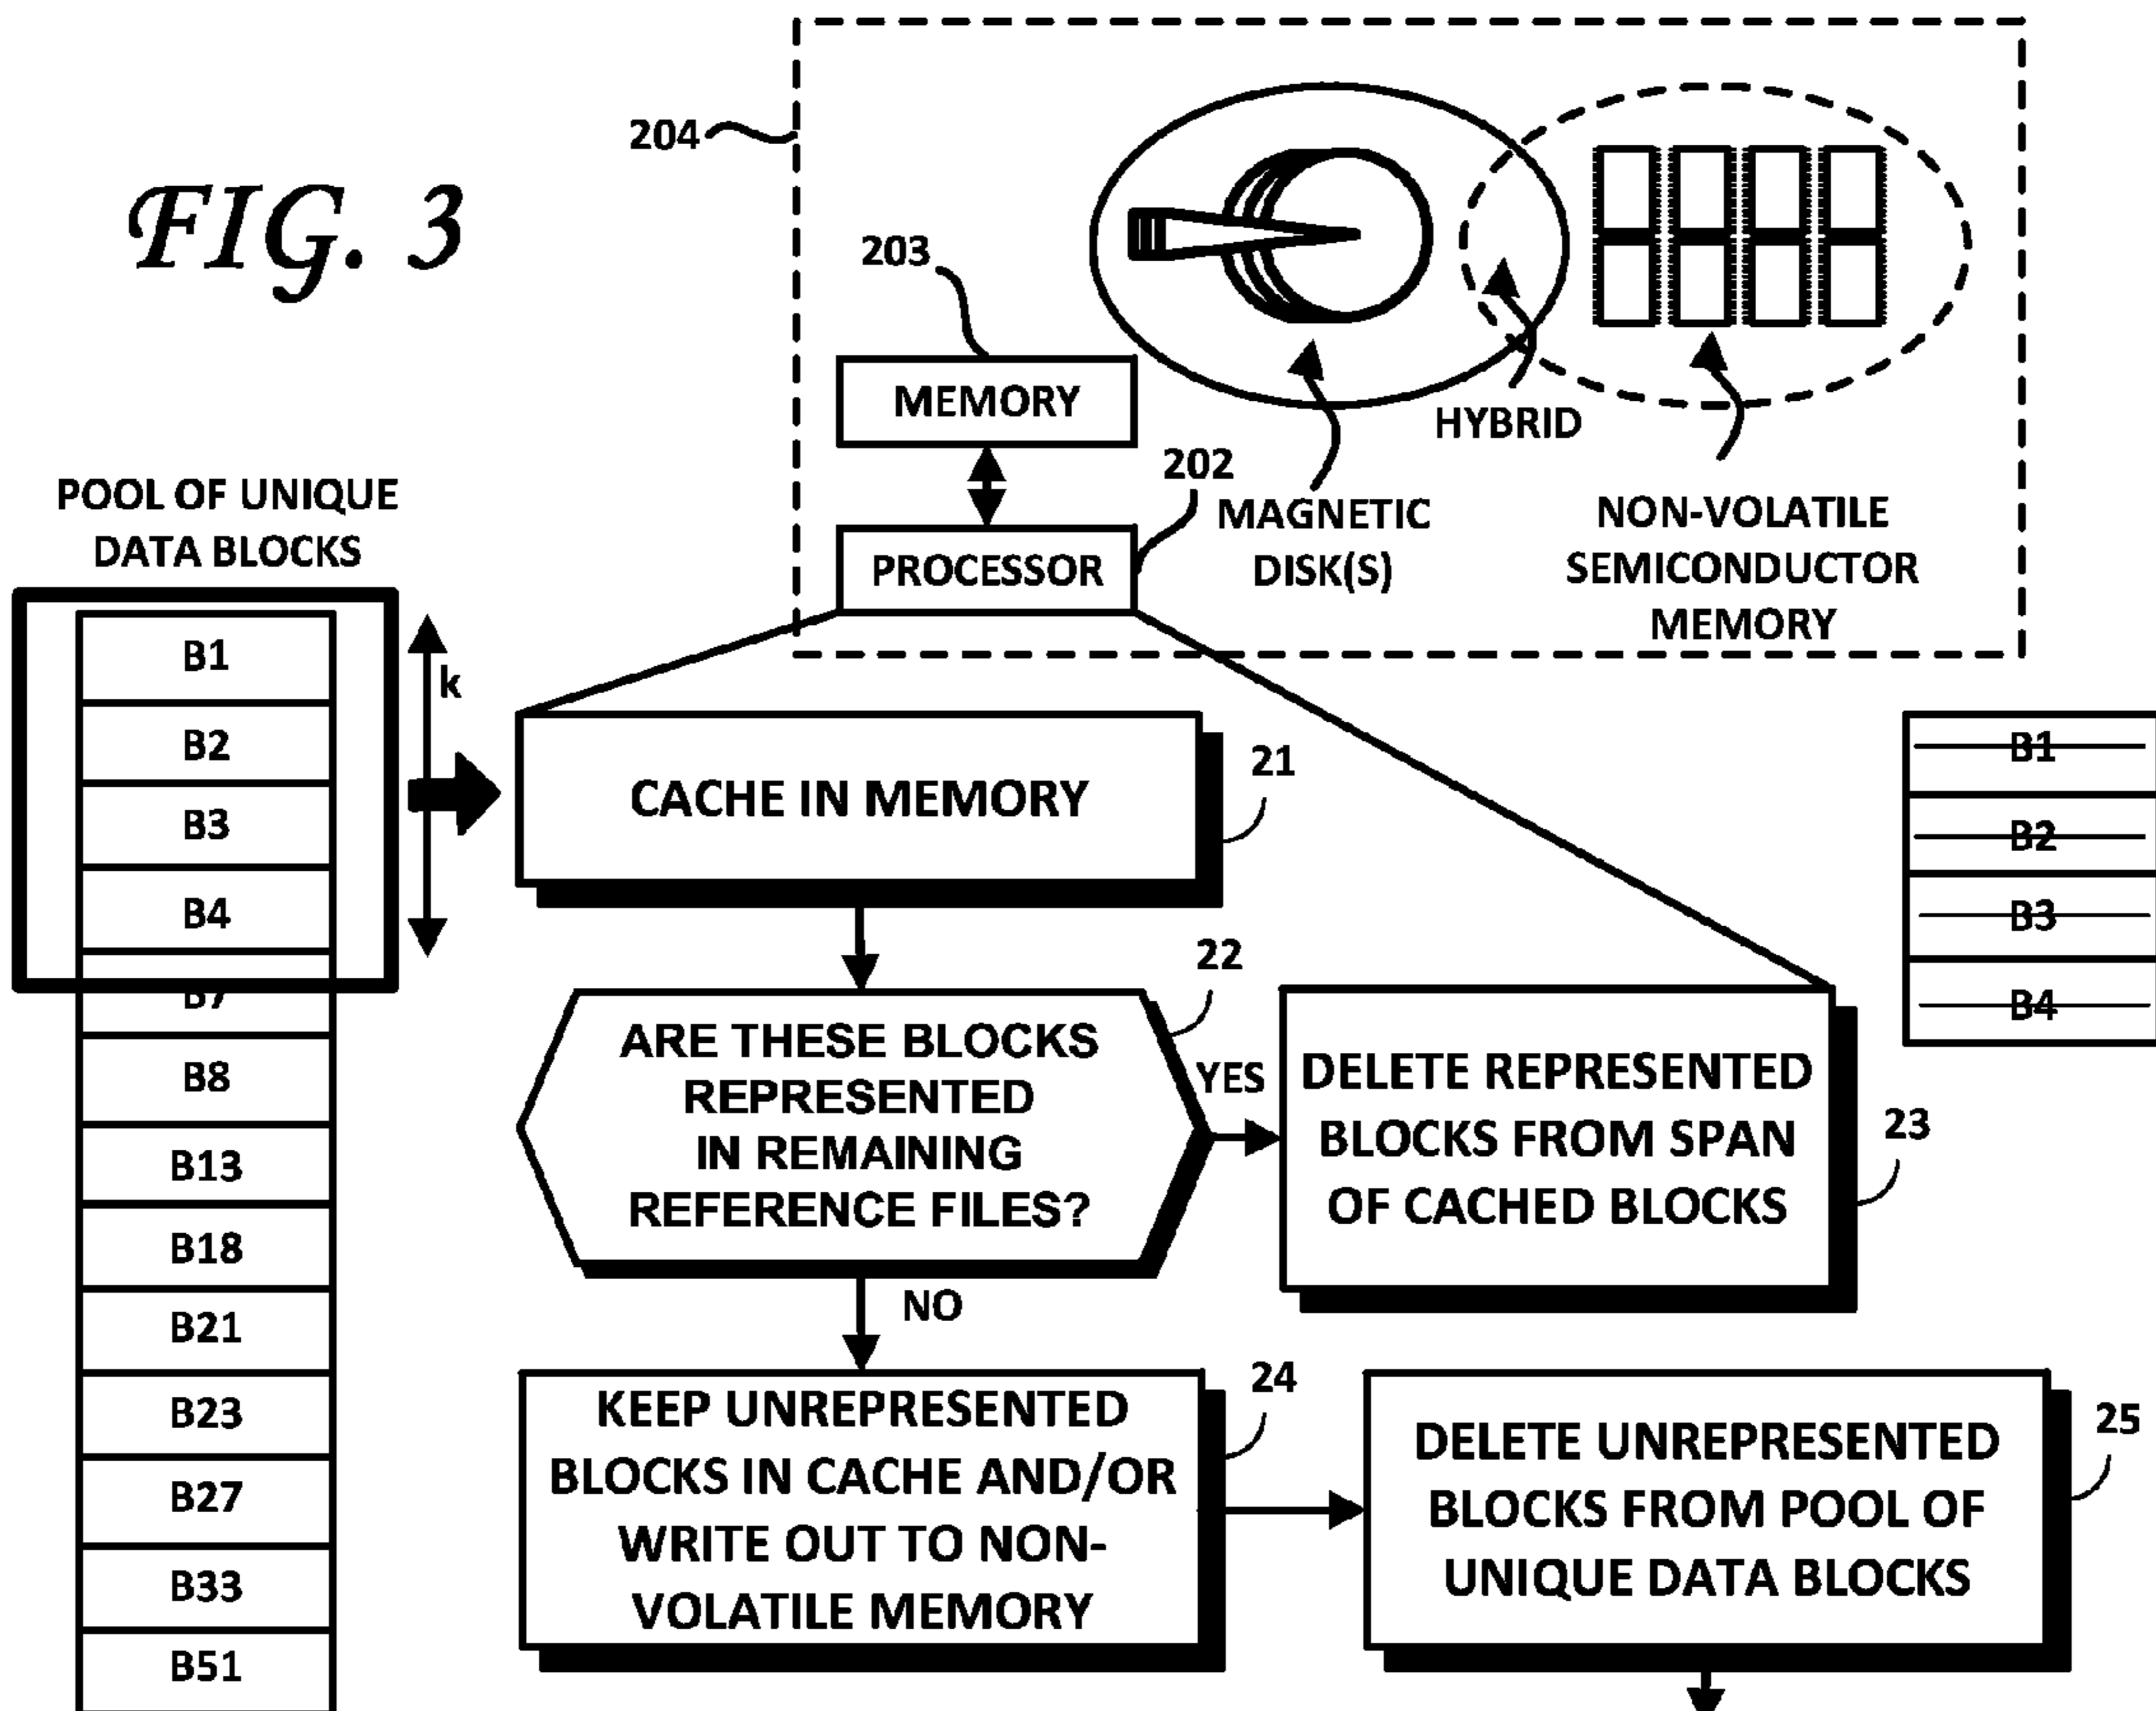 FIG. 3
204
203
MEMORY
HYBRID
202
PROCESSOR
MAGNETIC
DISK(S)
NON-VOLATILE
SEMICONDUCTOR
MEMORY
POOL OF UNIQUE
DATA BLOCKS
B1
B2
B3
B4
B7
B8
B13
B18
B21
B23
B27
B33
B51
k
CACHE IN MEMORY
21
ARE THESE BLOCKS
REPRESENTED
IN REMAINING
REFERENCE FILES?
22
YES
NO
DELETE REPRESENTED
BLOCKS FROM SPAN
OF CACHED BLOCKS
23
B1
B2
B3
B4
KEEP UNREPRESENTED
BLOCKS IN CACHE AND/OR
WRITE OUT TO NON-
VOLATILE MEMORY
24
DELETE UNREPRESENTED
BLOCKS FROM POOL OF
UNIQUE DATA BLOCKS
25